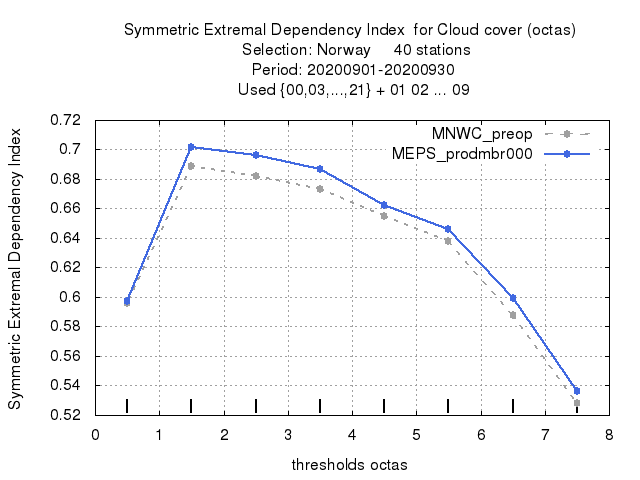 Symmetric Extremal Dependency Index  for Cloud cover (octas)
Selection: Norway     40 stations
Period: 20200901-20200930
Used {00,03,...,21} + 01 02 ... 09
Symmetric Extremal Dependency Index
0.72
0.7
0.68
0.66
0.64
0.62
0.6
0.58
0.56
0.54
0.52
MNWC_preop
MEPS_prodmbr000
0 1 2 3 4 5 6 7 8
thresholds octas